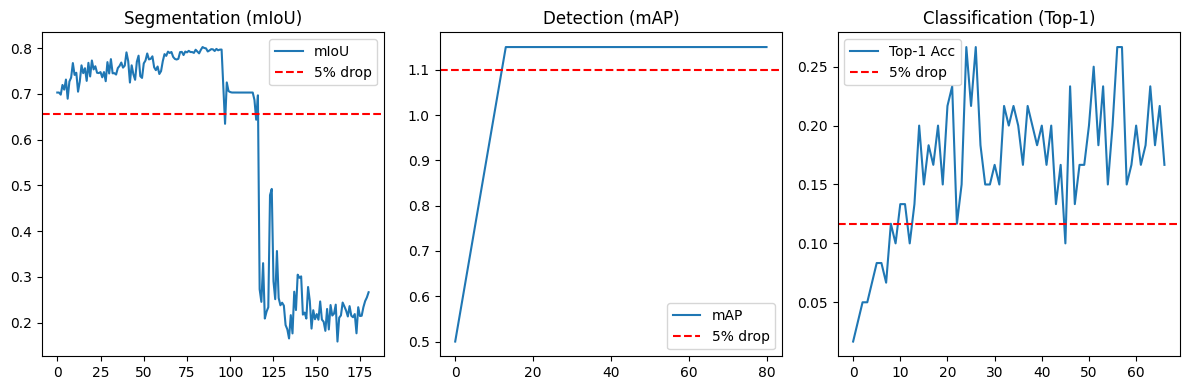 Segmentation (mIoU)
mIoU
5% drop
0.8
0.7
0.6
0.5
0.4
0.3
0.2
0 25 50 75 100 125 150 175
Detection (mAP)
1.1
1.0
0.9
0.8
0.7
0.6
0.5
mAP
5% drop
0 20 40 60 80
Classification (Top-1)
Top-1 Acc
5% drop
0.25
0.20
0.15
0.10
0.05
0 10 20 30 40 50 60